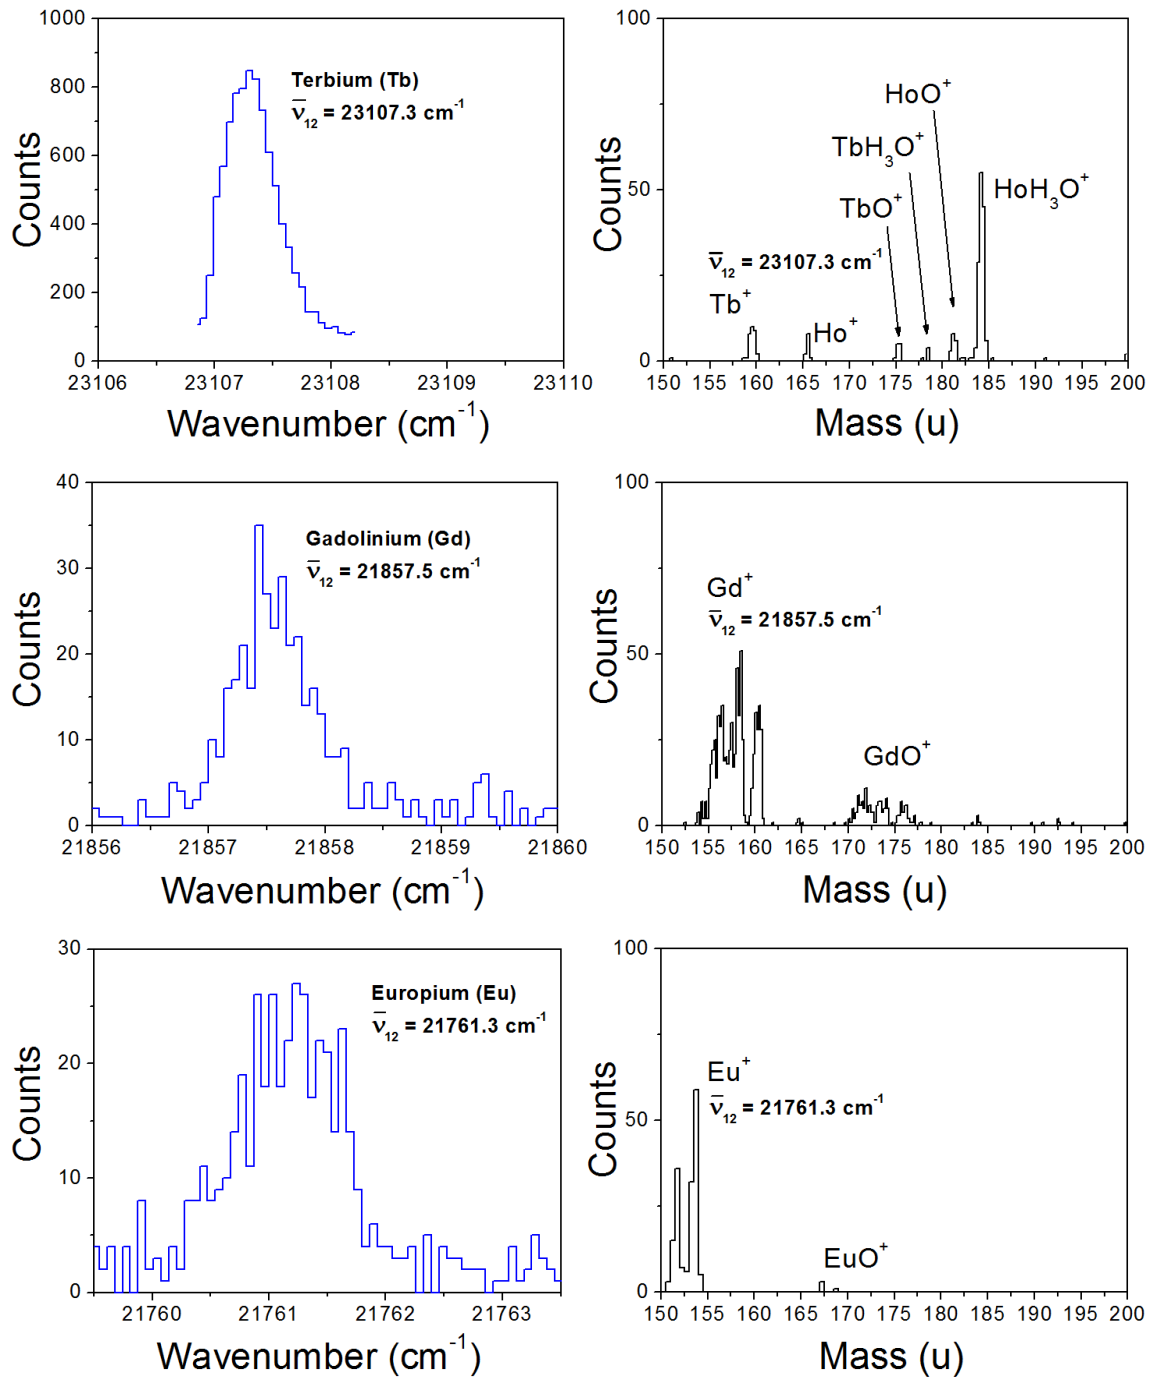 1000
800
600
400
200
0
Counts
Terbium (Tb)
ν̅₁₂ = 23107.3 cm⁻¹
23106 23107 23108 23109 23110
Wavenumber (cm⁻¹)
100
50
0
Counts
HoO⁺
TbH₃O⁺
HoH₃O⁺
TbO⁺
ν̅₁₂ = 23107.3 cm⁻¹
Tb⁺
Ho⁺
150 155 160 165 170 175 180 185 190 195 200
Mass (u)
40
30
20
10
0
Counts
Gadolinium (Gd)
ν̅₁₂ = 21857.5 cm⁻¹
21856 21857 21858 21859 21860
Wavenumber (cm⁻¹)
100
50
0
Counts
Gd⁺
ν̅₁₂ = 21857.5 cm⁻¹
GdO⁺
150 155 160 165 170 175 180 185 190 195 200
Mass (u)
30
20
10
0
Counts
Europium (Eu)
ν̅₁₂ = 21761.3 cm⁻¹
21760 21761 21762 21763
Wavenumber (cm⁻¹)
100
50
0
Counts
Eu⁺
ν̅₁₂ = 21761.3 cm⁻¹
EuO⁺
150 155 160 165 170 175 180 185 190 195 200
Mass (u)